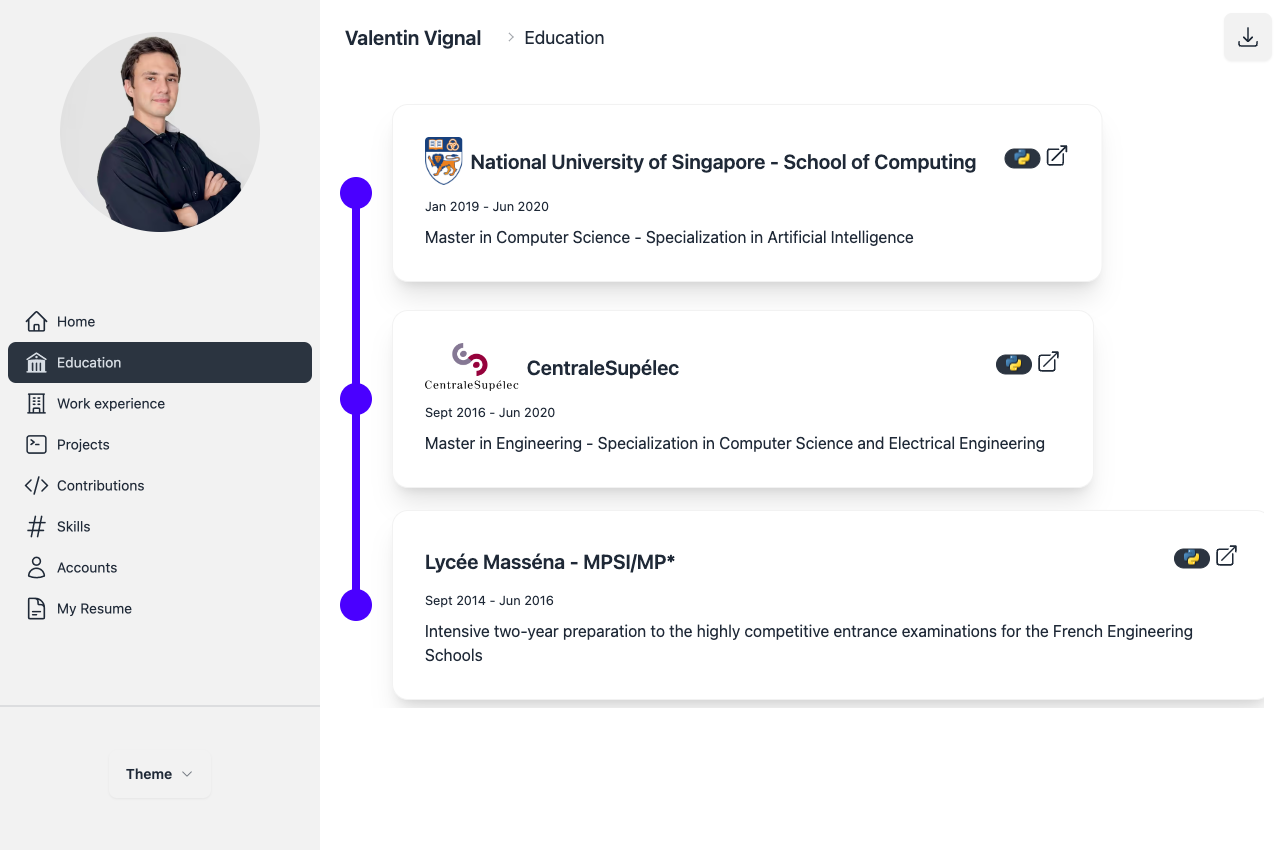 Valentin Vignal
Education
Home
Education
Work experience
Projects
Contributions
Skills
Accounts
My Resume
Theme
National University of Singapore - School of Computing
Jan 2019 - Jun 2020
Master in Computer Science - Specialization in Artificial Intelligence
CentraleSupélec
CentraleSupélec
Sept 2016 - Jun 2020
Master in Engineering - Specialization in Computer Science and Electrical Engineering
Lycée Masséna - MPSI/MP*
Sept 2014 - Jun 2016
Intensive two-year preparation to the highly competitive entrance examinations for the French Engineering
Schools